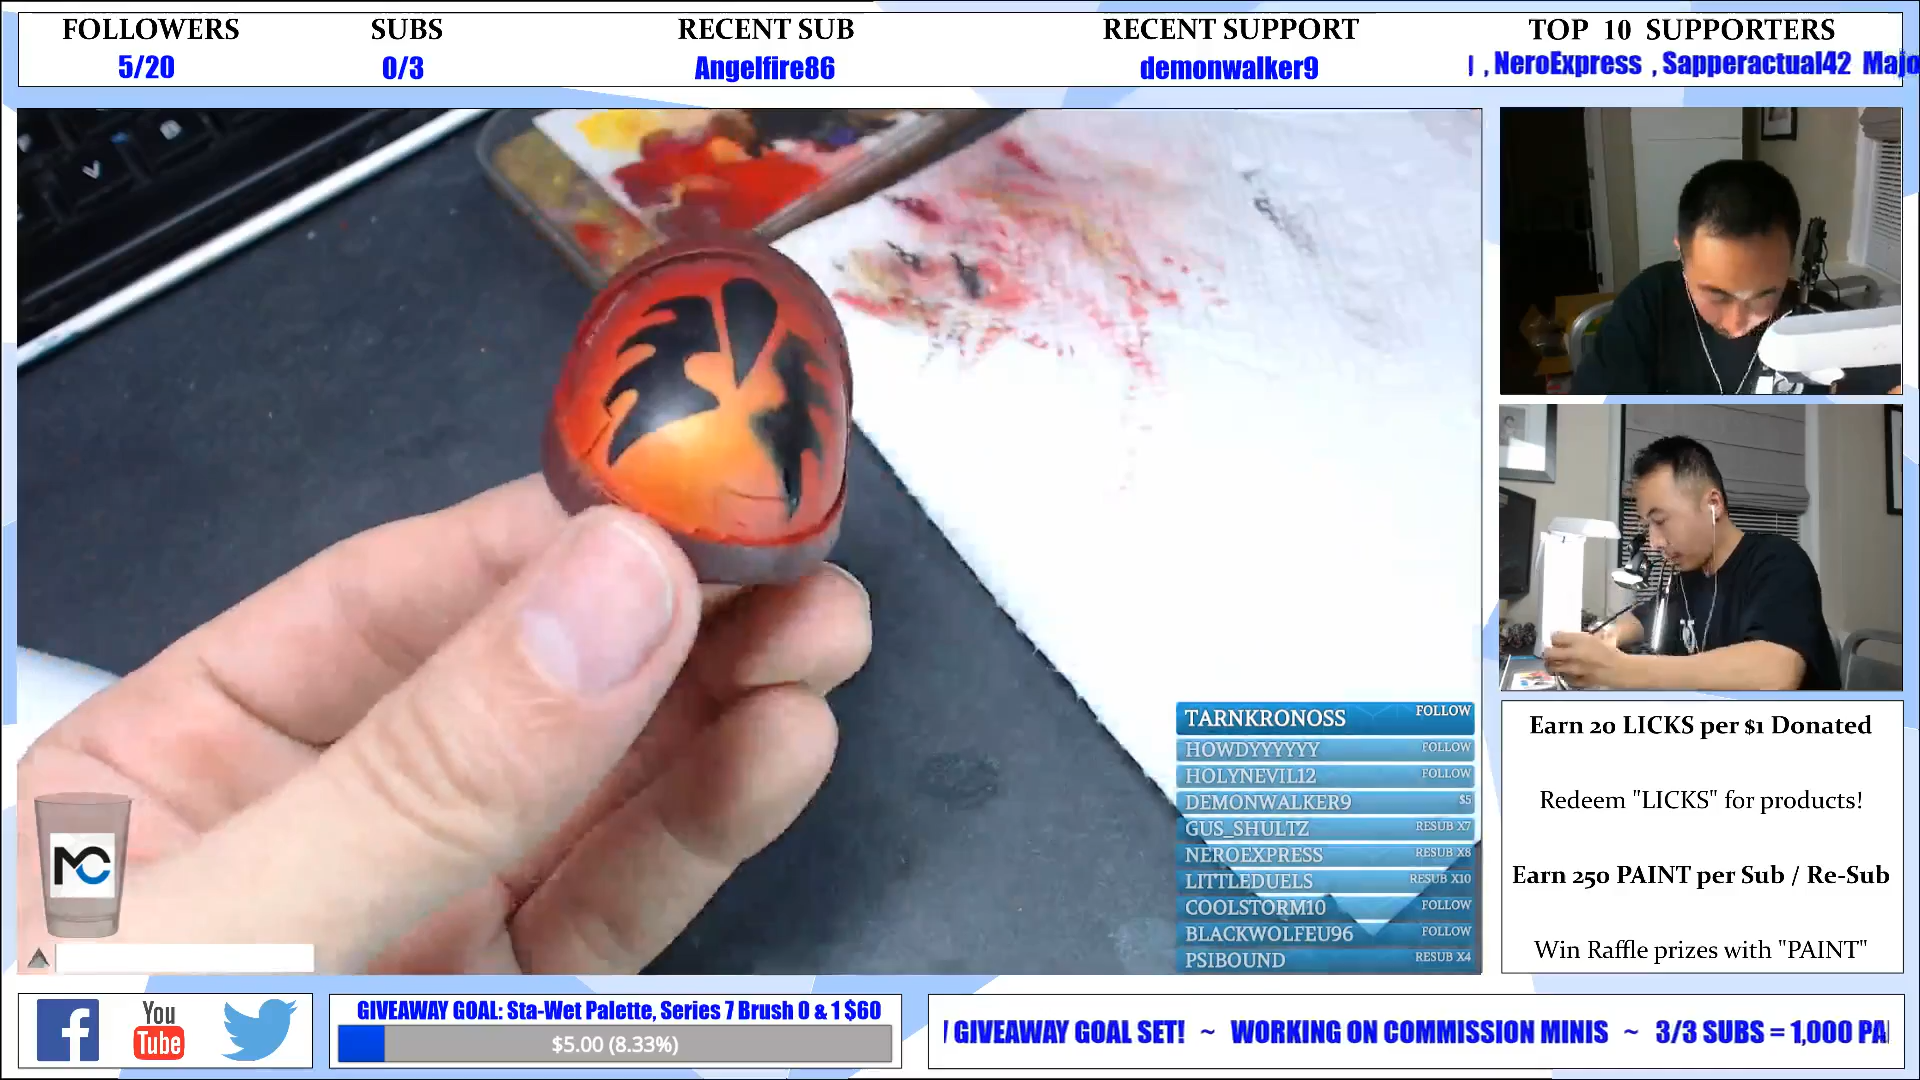 FOLLOWERS
5/20
SUBS
0/3
RECENT SUB
Angelfire86
RECENT SUPPORT
demonwalker9
TOP 10 SUPPORTERS
, NeroExpress , Sapperactual42 Majo
V
TARNKRONOSS FOLLOW
HOWDYYYYYY FOLLOW
HOLYNEVIL12 FOLLOW
DEMONWALKER9 $5
GUS_SHULTZ RESUB X7
NEROEXPRESS RESUB X8
LITTLEDUELS RESUB X10
COOLSTORM10 FOLLOW
BLACKWOLFEU96 FOLLOW
PSIBOUND RESUB X4
Earn 20 LICKS per $1 Donated
Redeem "LICKS" for products!
Earn 250 PAINT per Sub / Re-Sub
Win Raffle prizes with "PAINT"
MC
f
You
Tube
GIVEAWAY GOAL: Sta-Wet Palette, Series 7 Brush 0 & 1 $60
$5.00 (8.33%)
GIVEAWAY GOAL SET! ~ WORKING ON COMMISSION MINIS ~ 3/3 SUBS = 1,000 PA